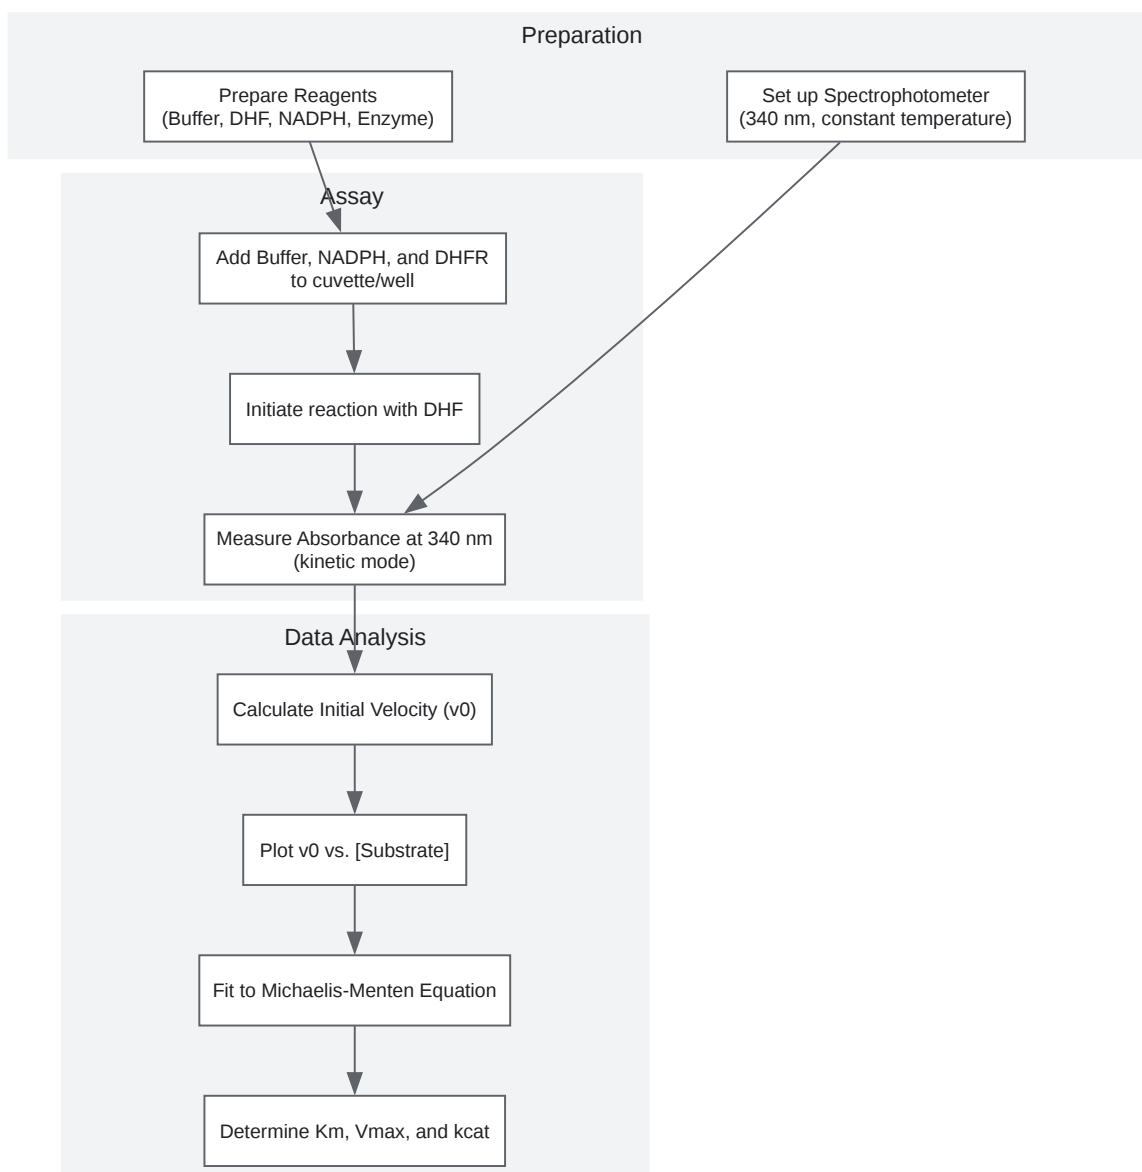 Preparation
Prepare Reagents
(Buffer, DHF, NADPH, Enzyme)
Set up Spectrophotometer
(340 nm, constant temperature)
Assay
Add Buffer, NADPH, and DHFR
to cuvette/well
Initiate reaction with DHF
Measure Absorbance at 340 nm
(kinetic mode)
Data Analysis
Calculate Initial Velocity (v0)
Plot v0 vs. [Substrate]
Fit to Michaelis-Menten Equation
Determine Km, Vmax, and kcat